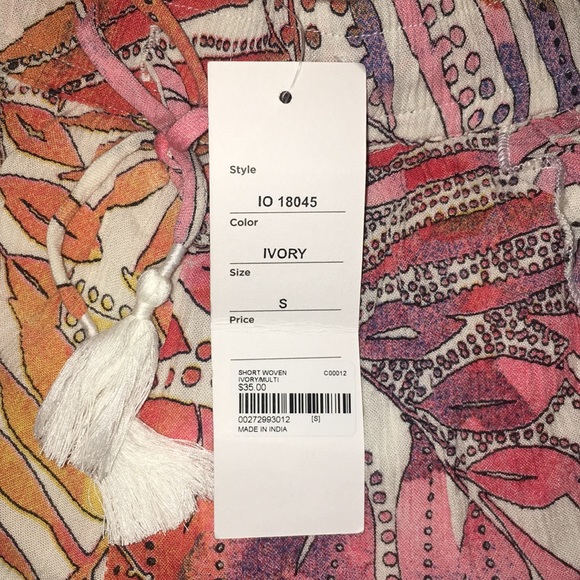 Style
IO 18045
Color
IVORY
Size
S
Price
SHORT WOVEN C00012
IVORY/MULTI
$35.00
00272993012 [S]
MADE IN INDIA